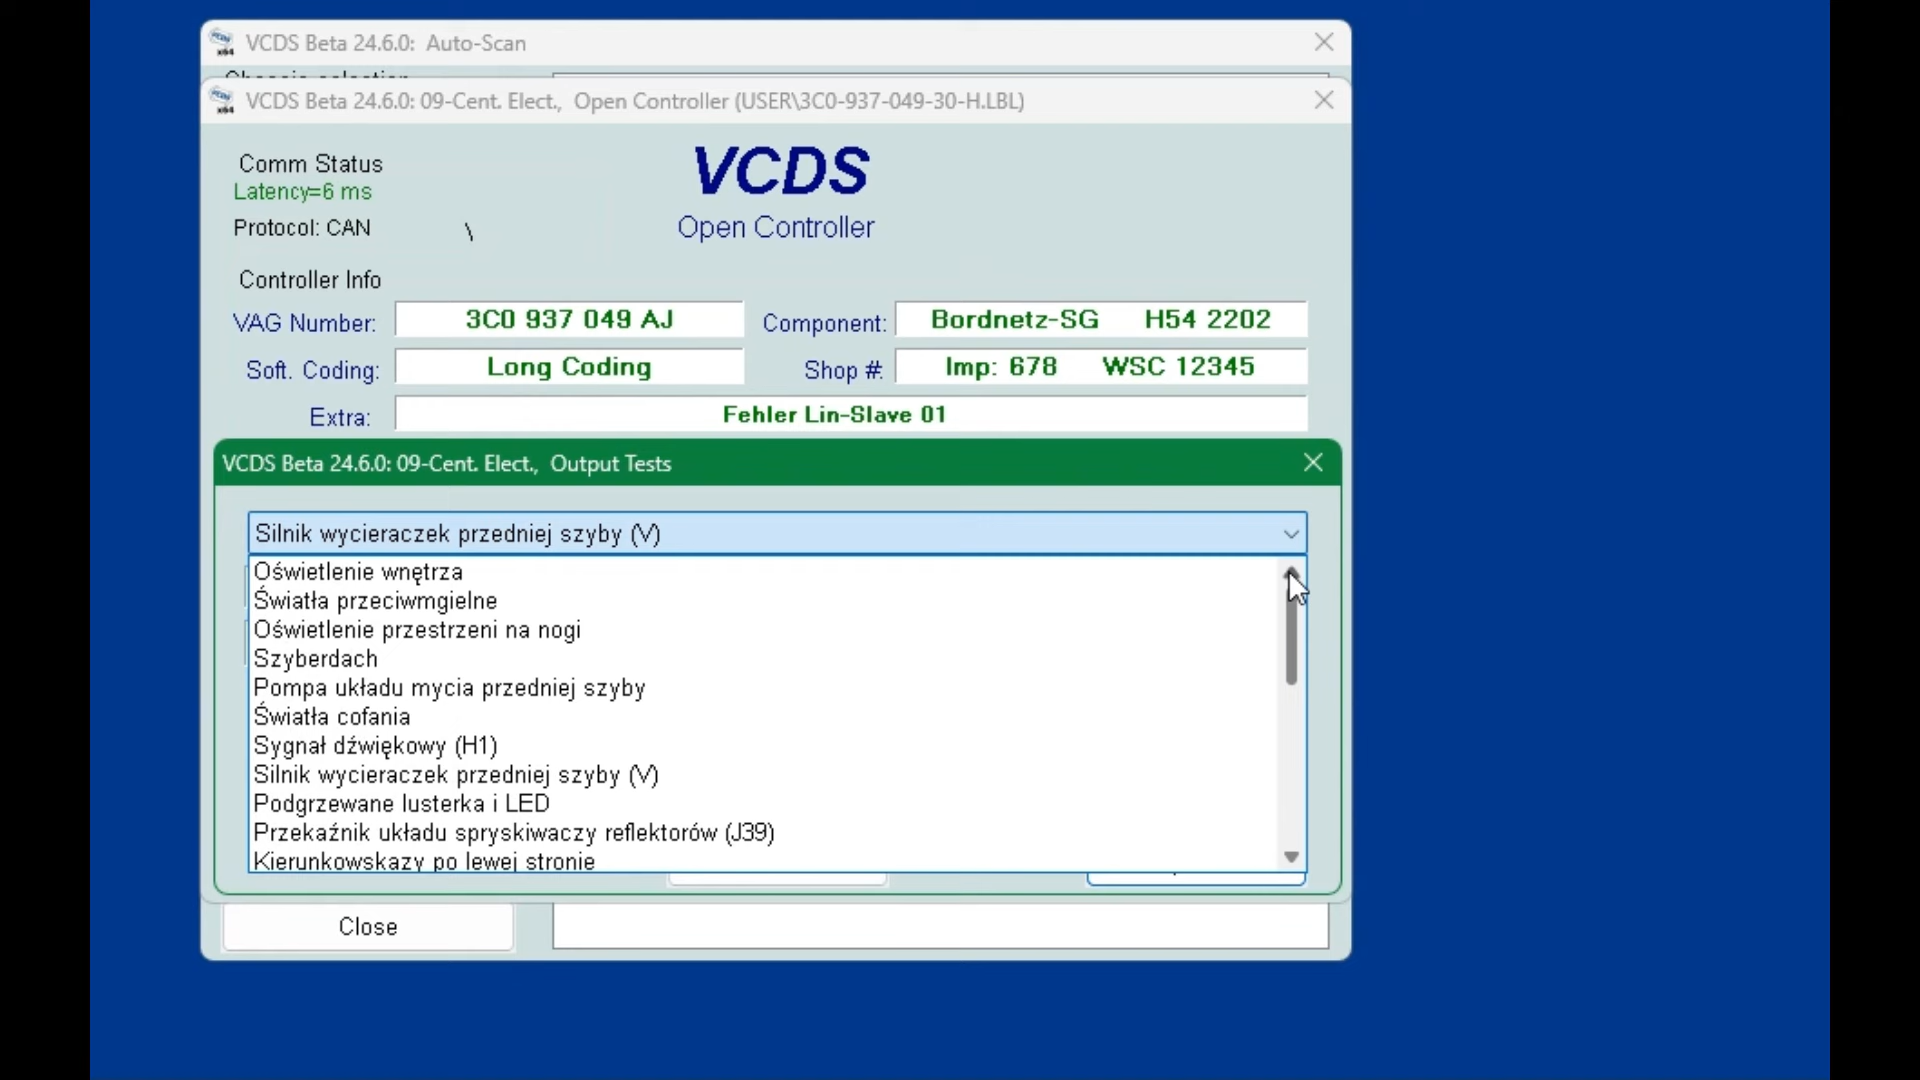 VCDS Beta 24.6.0: Auto-Scan
VCDS Beta 24.6.0: 09-Cent. Elect., Open Controller (USER\3C0-937-049-30-H.LBL)
Comm Status
Latency=6 ms
Protocol: CAN \
VCDS
Open Controller
Controller Info
VAG Number: 3C0 937 049 AJ Component: Bordnetz-SG H54 2202
Soft. Coding: Long Coding Shop #: Imp: 678 WSC 12345
Extra: Fehler Lin-Slave 01
VCDS Beta 24.6.0: 09-Cent. Elect., Output Tests
Silnik wycieraczek przedniej szyby (V)
Oświetlenie wnętrza
Światła przeciwmgielne
Oświetlenie przestrzeni na nogi
Szyberdach
Pompa układu mycia przedniej szyby
Światła cofania
Sygnał dźwiękowy (H1)
Silnik wycieraczek przedniej szyby (V)
Podgrzewane lusterka i LED
Przekaźnik układu spryskiwaczy reflektorów (J39)
Kierunkowskazy po lewej stronie
Close